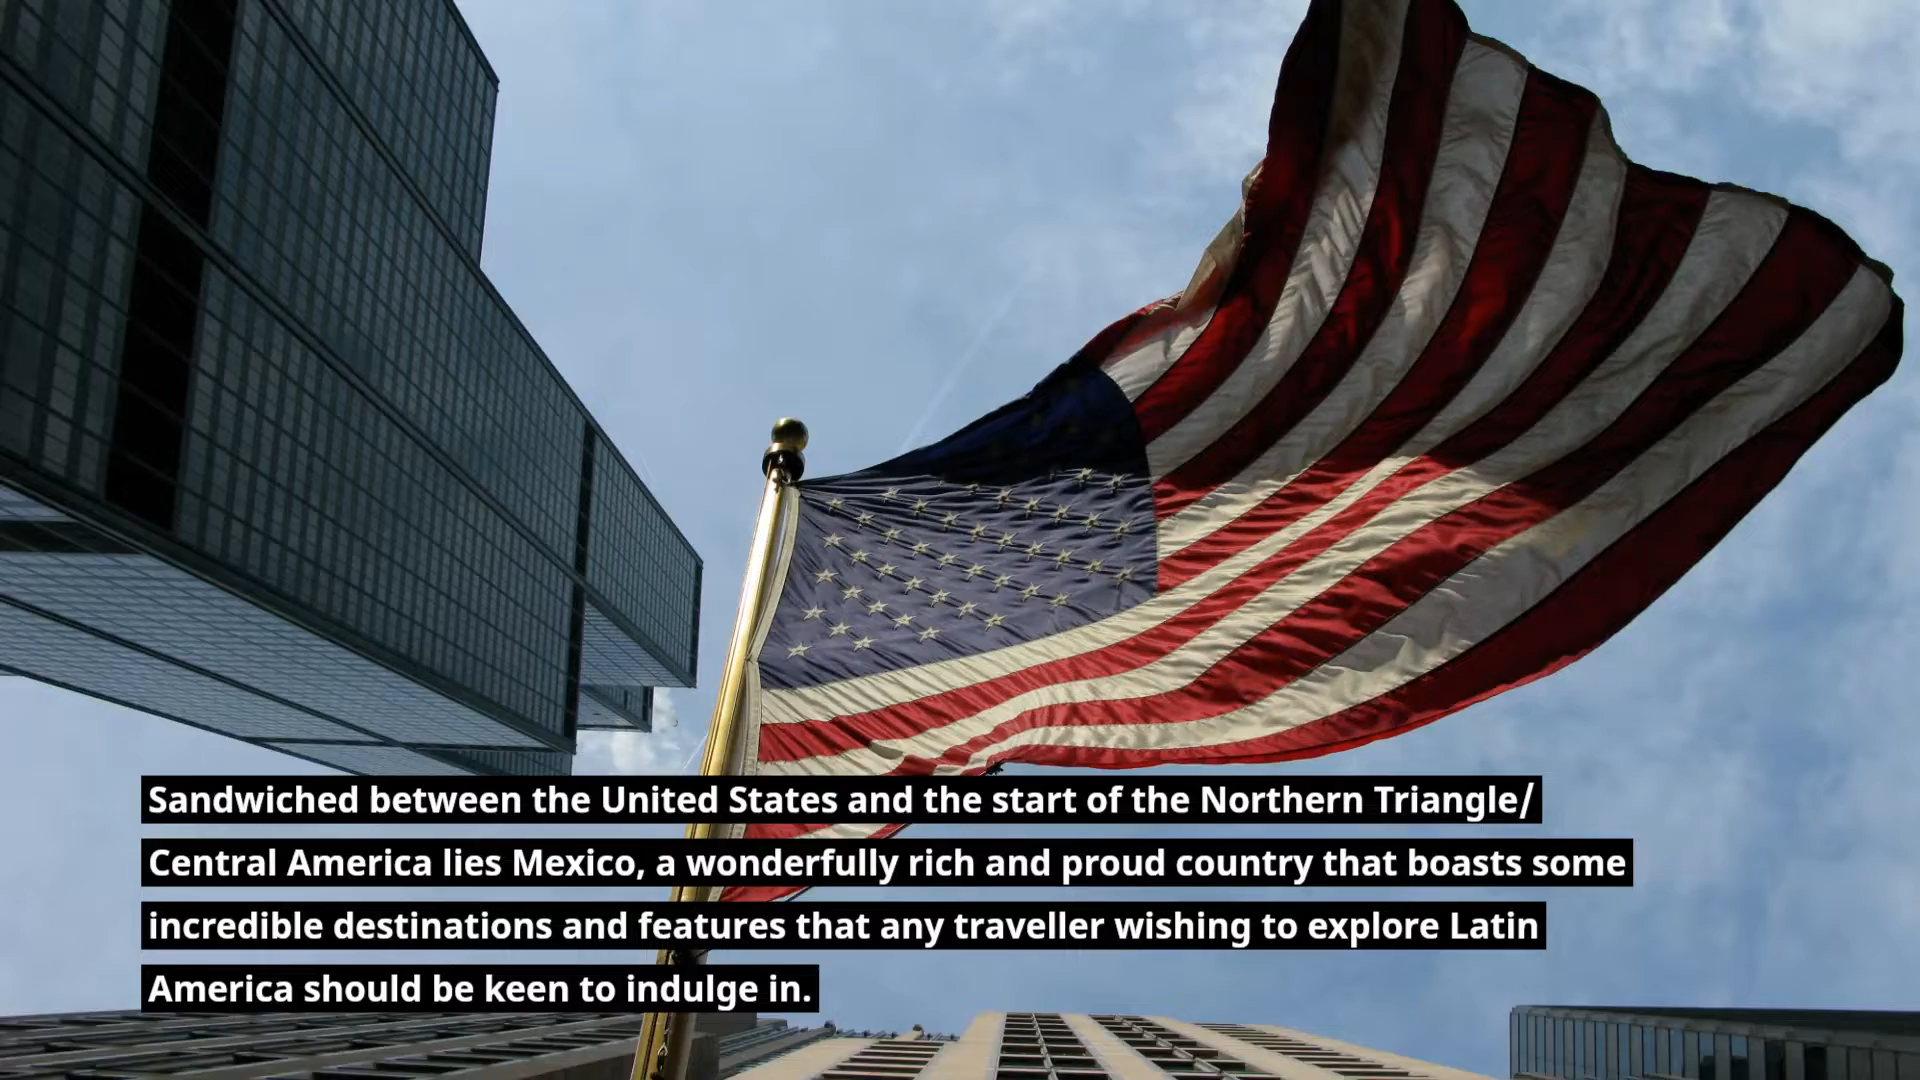 Sandwiched between the United States and the start of the Northern Triangle/
Central America lies Mexico, a wonderfully rich and proud country that boasts some
incredible destinations and features that any traveller wishing to explore Latin
America should be keen to indulge in.